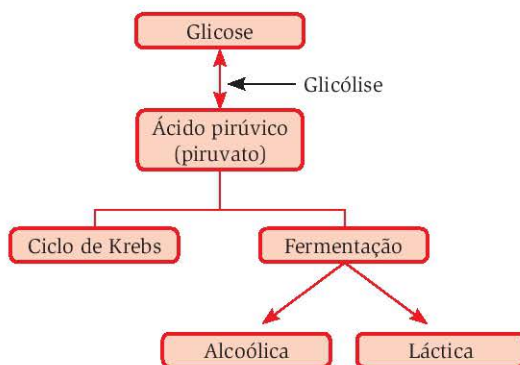 Glicose
Glicólise
Ácido pirúvico
(piruvato)
Ciclo de Krebs
Fermentação
Alcoólica
Láctica